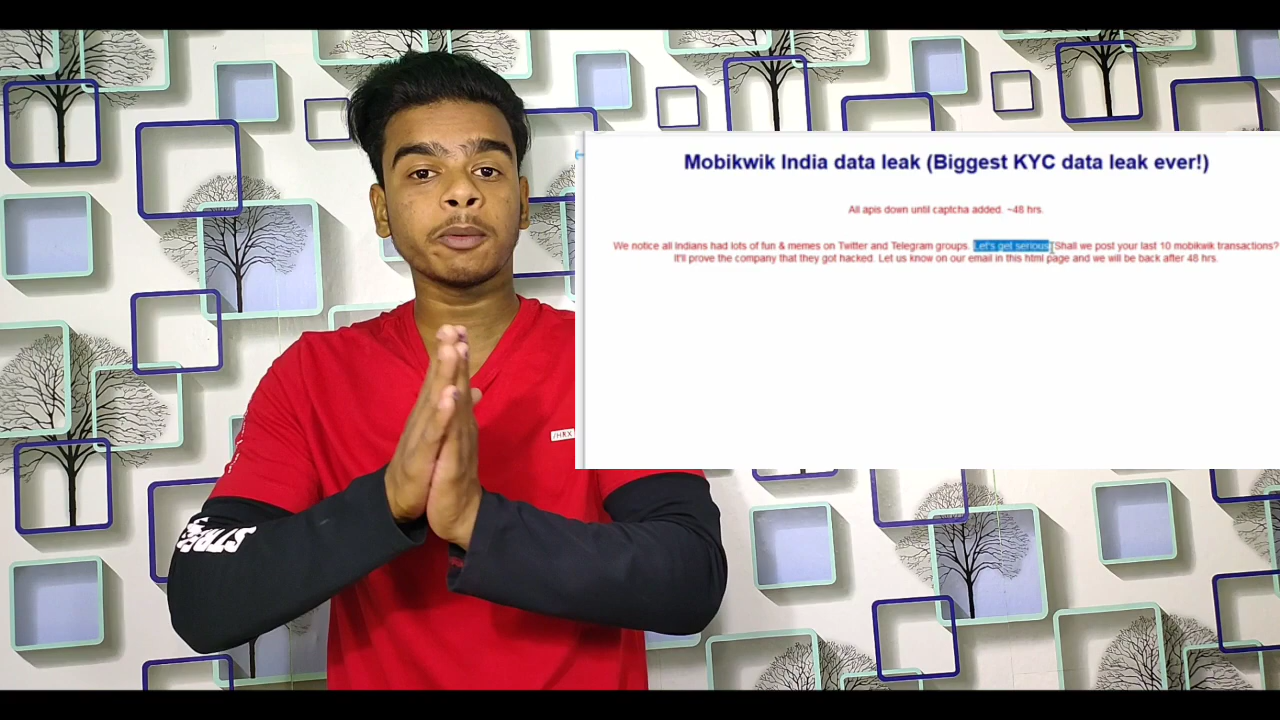 Mobikwik India data leak (Biggest KYC data leak ever!)
All apis down until captcha added. ~48 hrs.
We notice all Indians had lots of fun & memes on Twitter and Telegram groups. Let's get serious. Shall we post your last 10 mobikwik transactions?
It'll prove the company that they got hacked. Let us know on our email in this html page and we will be back after 48 hrs.
/HRX